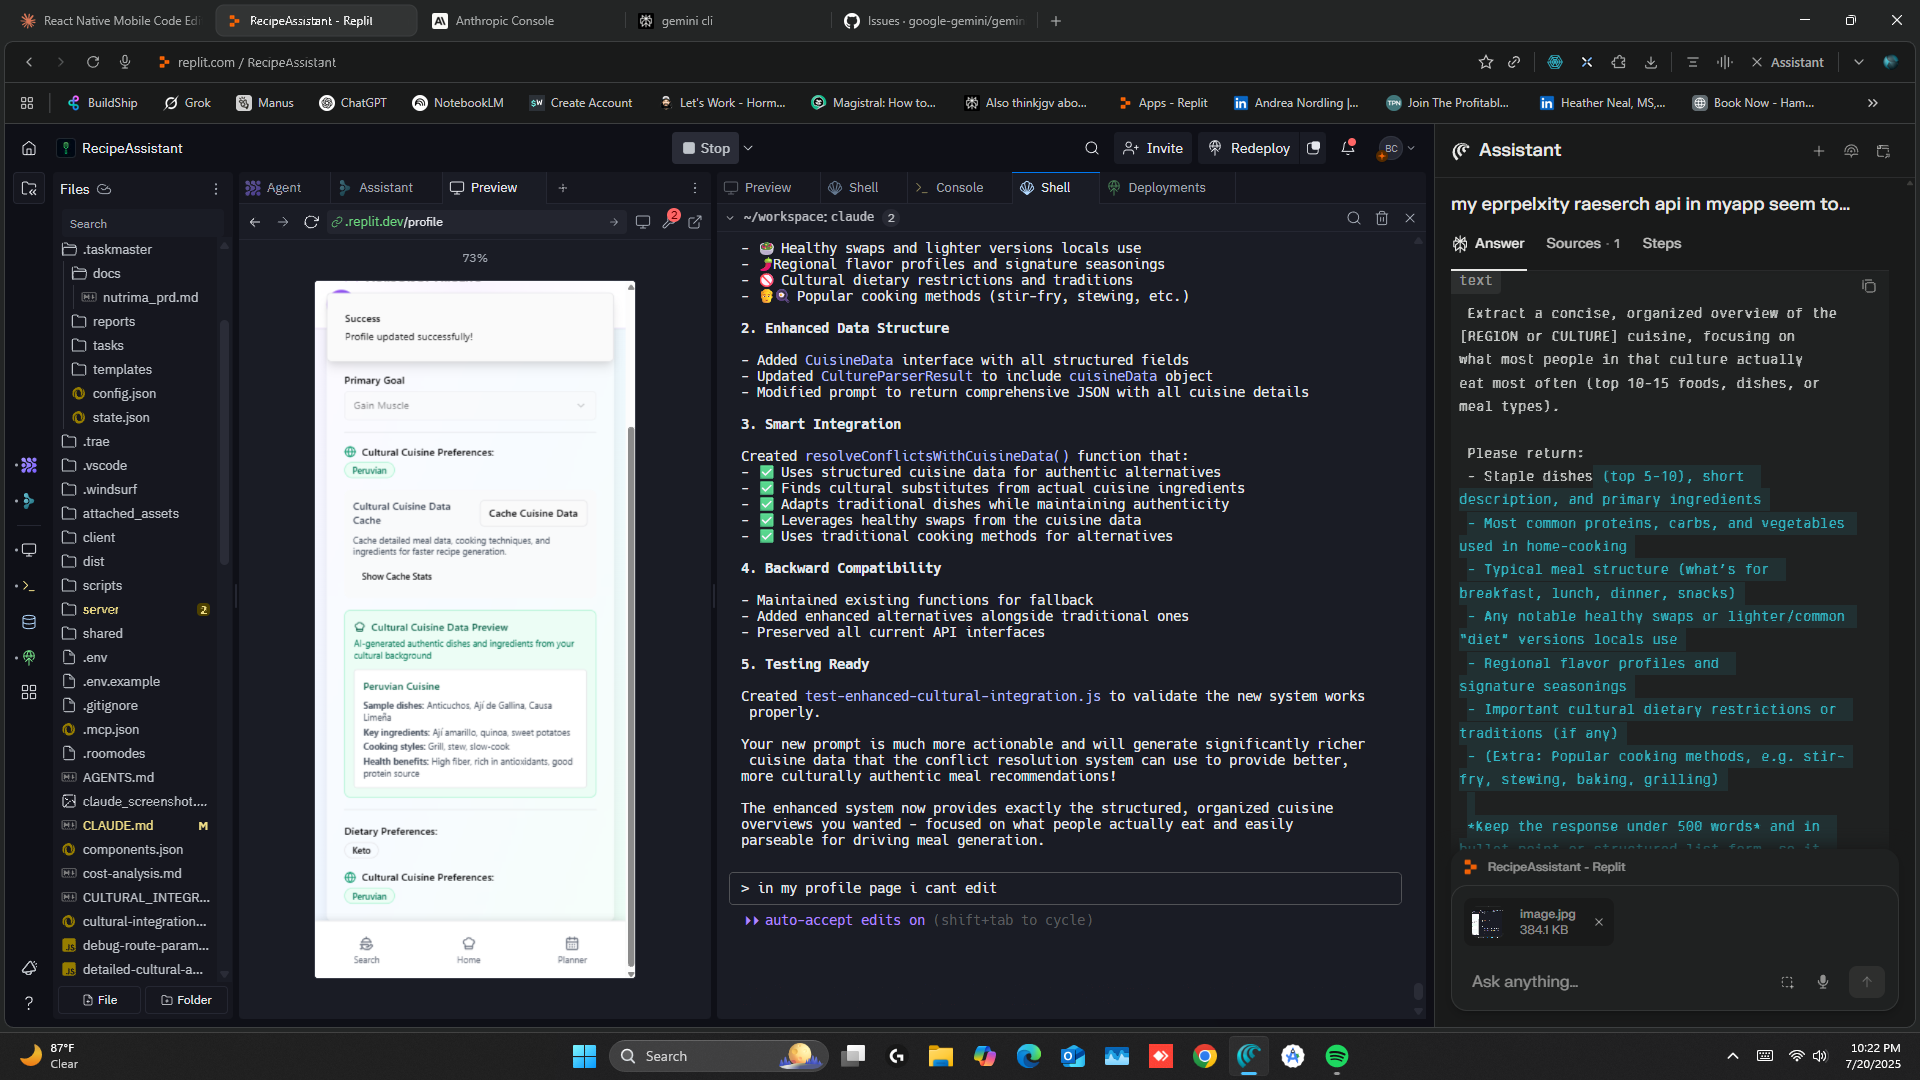 React Native Mobile Code Edi
RecipeAssistant - Replit
Anthropic Console
gemini cli
Issues · google-gemini/gemin
replit.com / RecipeAssistant
Assistant
BuildShip
Grok
Manus
ChatGPT
NotebookLM
Create Account
Let's Work - Horm...
Magistral: How to...
Also thinkjgv abo...
Apps - Replit
Andrea Nordling |...
Join The Profitabl...
Heather Neal, MS,...
Book Now - Ham...
RecipeAssistant
Stop
Invite
Redeploy
BC
Assistant
Files
Agent
Assistant
Preview
Preview
Shell
Console
Shell
Deployments
my eprpelxity raeserch api in myapp seem to...
Search
.replit.dev/profile
2
~/workspace: claude 2
Answer
Sources · 1
Steps
73%
.taskmaster
docs
nutrima_prd.md
reports
tasks
templates
config.json
state.json
.trae
.vscode
.windsurf
attached_assets
client
dist
scripts
server 2
shared
.env
.env.example
.gitignore
.mcp.json
.roomodes
AGENTS.md
claude_screenshot....
CLAUDE.md M
components.json
cost-analysis.md
CULTURAL_INTEGR...
cultural-integration...
debug-route-param...
detailed-cultural-a...
File
Folder
Success
Profile updated successfully!
Primary Goal
Gain Muscle
Cultural Cuisine Preferences:
Peruvian
Cultural Cuisine Data
Cache
Cache Cuisine Data
Cache detailed meal data, cooking techniques, and
ingredients for faster recipe generation.
Show Cache Stats
Cultural Cuisine Data Preview
AI-generated authentic dishes and ingredients from your
cultural background
Peruvian Cuisine
Sample dishes: Anticuchos, Ají de Gallina, Causa
Limeña
Key ingredients: Ají amarillo, quinoa, sweet potatoes
Cooking styles: Grill, stew, slow-cook
Health benefits: High fiber, rich in antioxidants, good
protein source
Dietary Preferences:
Keto
Cultural Cuisine Preferences:
Peruvian
Search
Home
Planner
- Healthy swaps and lighter versions locals use
- Regional flavor profiles and signature seasonings
- Cultural dietary restrictions and traditions
- Popular cooking methods (stir-fry, stewing, etc.)
2. Enhanced Data Structure
- Added CuisineData interface with all structured fields
- Updated CultureParserResult to include cuisineData object
- Modified prompt to return comprehensive JSON with all cuisine details
3. Smart Integration
Created resolveConflictsWithCuisineData() function that:
- ✅ Uses structured cuisine data for authentic alternatives
- ✅ Finds cultural substitutes from actual cuisine ingredients
- ✅ Adapts traditional dishes while maintaining authenticity
- ✅ Leverages healthy swaps from the cuisine data
- ✅ Uses traditional cooking methods for alternatives
4. Backward Compatibility
- Maintained existing functions for fallback
- Added enhanced alternatives alongside traditional ones
- Preserved all current API interfaces
5. Testing Ready
Created test-enhanced-cultural-integration.js to validate the new system works
properly.
Your new prompt is much more actionable and will generate significantly richer
cuisine data that the conflict resolution system can use to provide better,
more culturally authentic meal recommendations!
The enhanced system now provides exactly the structured, organized cuisine
overviews you wanted - focused on what people actually eat and easily
parseable for driving meal generation.
> in my profile page i cant edit
auto-accept edits on (shift+tab to cycle)
text
Extract a concise, organized overview of the
[REGION or CULTURE] cuisine, focusing on
what most people in that culture actually
eat most often (top 10-15 foods, dishes, or
meal types).
Please return:
- Staple dishes (top 5-10), short
description, and primary ingredients
- Most common proteins, carbs, and vegetables
used in home-cooking
- Typical meal structure (what's for
breakfast, lunch, dinner, snacks)
- Any notable healthy swaps or lighter/common
"diet" versions locals use
- Regional flavor profiles and
signature seasonings
- Important cultural dietary restrictions or
traditions (if any)
- (Extra: Popular cooking methods, e.g. stir-
fry, stewing, baking, grilling)
*Keep the response under 500 words* and in
RecipeAssistant - Replit
image.jpg
384.1 KB
Ask anything...
87°F
Clear
Search
10:22 PM
7/20/2025